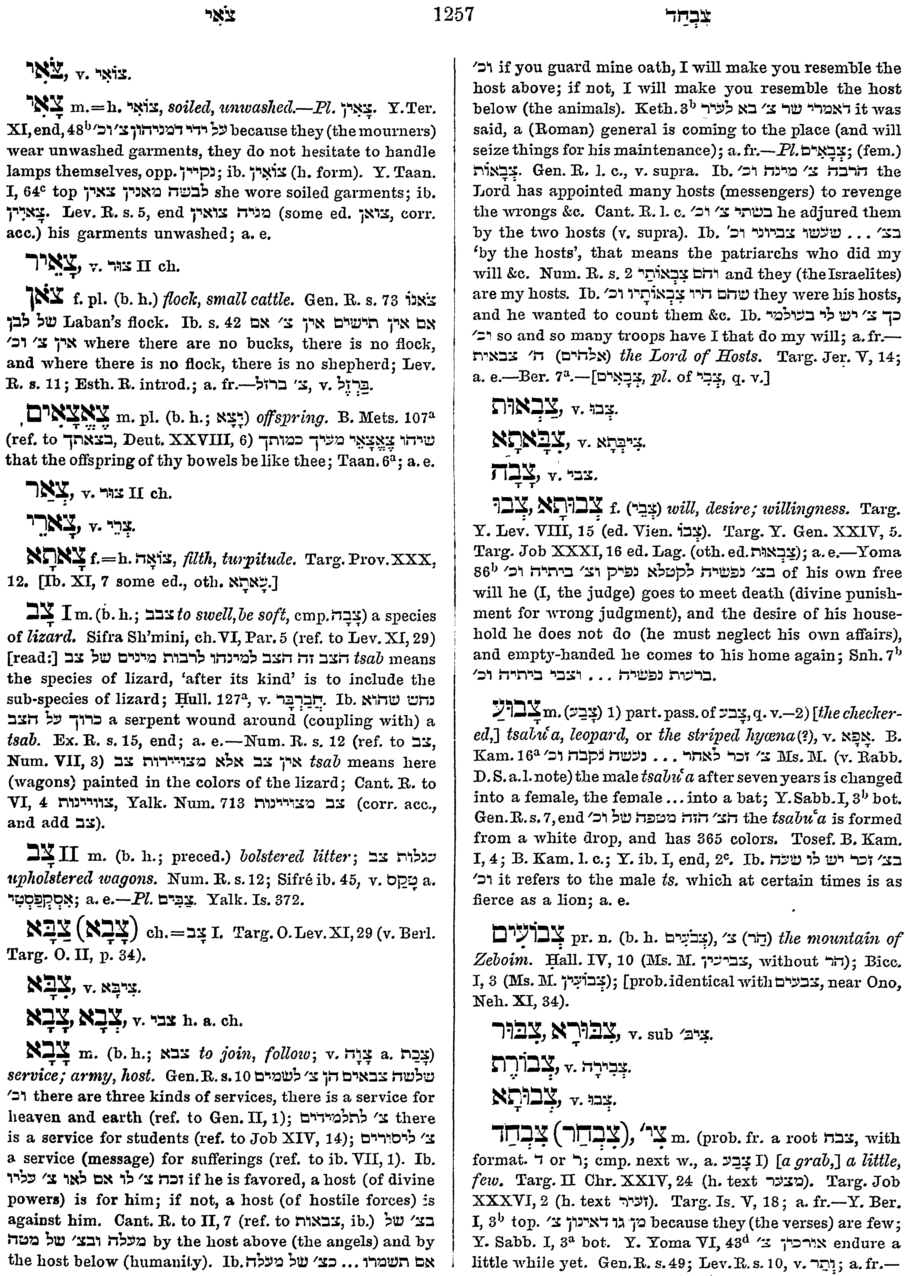 צֹאִי 1257 צִבְחַד
צֹאִי, v. צוֹאִי.
צָאִי m.=h. צוֹאִי, soiled, unwashed.—Pl. צָאִין. Y.Ter.
XI, end, 48ᵇ על ידי דמניהון צ' וכ' because they (the mourners)
wear unwashed garments, they do not hesitate to handle
lamps themselves, opp. נקיין; ib. צוֹאִין (h. form). Y. Taan.
I, 64ᶜ top לבשה מאנין צאין she wore soiled garments; ib.
צָאיִין. Lev. R. s. 5, end מניה צואין (some ed. צואן, corr.
acc.) his garments unwashed; a. e.
צָאֵיר, v. צור II ch.
צֹאן f. pl. (b. h.) flock, small cattle. Gen. R. s. 73 צאנו
של לבן Laban's flock. Ib. s. 42 אם אין תישים אין צ' אם
אין צ' וכ' where there are no bucks, there is no flock,
and where there is no flock, there is no shepherd; Lev.
R. s. 11; Esth. R. introd.; a. fr.—צ' ברזל, v. בַּרְזֶל.
צֶאֱצָאִים, m. pl. (b. h.; יָצָא) offspring. B. Mets. 107ᵃ
(ref. to בצאתך, Deut. XXVIII, 6) שיהו צֶאֱצָאֵי מעיך כמותך
that the offspring of thy bowels be like thee; Taan. 6ᵃ; a. e.
צְאַר, v. צור II ch.
צָאֲרֵי, v. צְרֵי.
צָאתָא f.=h. צוֹאָה, filth, turpitude. Targ. Prov. XXX,
12. [Ib. XI, 7 some ed., oth. שָׁאתָא.]
צָב I m. (b. h.; צבב to swell, be soft, cmp. צָבָה) a species
of lizard. Sifra Sh'mini, ch. VI, Par. 5 (ref. to Lev. XI, 29)
[read:] הצב זה הצב למינהו לרבות מינים של צב tsab means
the species of lizard, 'after its kind' is to include the
sub-species of lizard; Ḥull. 127ᵃ, v. חֲבַרְבָּר. Ib. נחש שהוא
כרוך על הצב a serpent wound around (coupling with) a
tsab. Ex. R. s. 15, end; a. e.—Num. R. s. 12 (ref. to צב,
Num. VII, 3) אין צב אלא מצויירות צב tsab means here
(wagons) painted in the colors of the lizard; Cant. R. to
VI, 4 צוויינות, Yalk. Num. 713 צב מצויינות (corr. acc.,
and add צב).
צָב II m. (b. h.; preced.) bolstered litter; עגלות צב
upholstered wagons. Num. R. s. 12; Sifré ib. 45, v. טָקַס a.
אִסְקְפַּסְטִי; a. e.—Pl. צַבִּים. Yalk. Is. 372.
צַבָּא (צָבָא) ch.=צָב I. Targ. O. Lev. XI, 29 (v. Berl.
Targ. O. II, p. 34).
צִבָּא, v. צִיבָּא.
צְבָא, צָבָא, v. צבי h. a. ch.
צָבָא m. (b. h.; צבא to join, follow; v. צָוָה a. צָבַת)
service; army, host. Gen. R. s. 10 שלשה צבאים הן צ' לשמים
וכ' there are three kinds of services, there is a service for
heaven and earth (ref. to Gen. II, 1); צ' לתלמידים there
is a service for students (ref. to Job XIV, 14); צ' ליסורים
a service (message) for sufferings (ref. to ib. VII, 1). Ib.
זכה צ' לו אם לאו צ' עליו if he is favored, a host (of divine
powers) is for him; if not, a host (of hostile forces) is
against him. Cant. R. to II, 7 (ref. to צבאות, ib.) בצ' של
מעלה ובצ' של מטה by the host above (the angels) and by
the host below (humanity). Ib. אם תשמרו ... כצ' של מעלה
וכ' if you guard mine oath, I will make you resemble the
host above; if not, I will make you resemble the host
below (the animals). Keth. 3ᵇ דאמרי שר צ' בא לעיר it was
said, a (Roman) general is coming to the place (and will
seize things for his maintenance); a. fr.—Pl. צְבָאִים; (fem.)
צְבָאוֹת. Gen. R. l. c., v. supra. Ib. הרבה צ' מינה וכ' the
Lord has appointed many hosts (messengers) to revenge
the wrongs &c. Cant. R. l. c. בשתי צ' וכ' he adjured them
by the two hosts (v. supra). Ib. בצ' ... שעשו צביוני וכ'
'by the hosts', that means the patriarchs who did my
will &c. Num. R. s. 2 והם צִבְאוֹתַי and they (the Israelites)
are my hosts. Ib. שהם היו צִבְאוֹתָיו וכ' they were his hosts,
and he wanted to count them &c. Ib. כך צ' יש לי בעולמי
וכ' so and so many troops have I that do my will; a. fr.—
ה' צבאות (אלהים) the Lord of Hosts. Targ. Jer. V, 14;
a. e.—Ber. 7ᵃ.—[צְבָאִים, pl. of צְבִי, q. v.]
צְבָאוּת, v. צְבוּ.
צִבָּאתָא, v. צִיבְּתָא.
צָבָה, v. צבי.
צְבוּ, צְבוּתָא f. (צְבֵי) will, desire; willingness. Targ.
Y. Lev. VIII, 15 (ed. Vien. צְבוֹ). Targ. Y. Gen. XXIV, 5.
Targ. Job XXXI, 16 ed. Lag. (oth. ed. צְבָאוּת); a. e.—Yoma
86ᵇ בצ' נפשיה לקטלא נפיק וצ' ביתיה וכ' of his own free
will he (I, the judge) goes to meet death (divine punish-
ment for wrong judgment), and the desire of his house-
hold he does not do (he must neglect his own affairs),
and empty-handed he comes to his home again; Snh. 7ᵇ
ברעות נפשיה ... וצבי ביתיה וכ'.
צָבוּעַ m. (צָבַע) 1) part. pass. of צָבַע, q. v.—2) [the checker-
ed,] tsabuᶜa, leopard, or the striped hyæna(?), v. אַפָּא. B.
Kam. 16ᵃ צ' זכר לאחר ... נעשה נקבה וכ' Ms. M. (v. Rabb.
D. S. a. l. note) the male tsabuᶜa after seven years is changed
into a female, the female ... into a bat; Y. Sabb. I, 3ᵇ bot.
Gen. R. s. 7, end הצ' הזה מטפה של וכ' the tsabuᶜa is formed
from a white drop, and has 365 colors. Tosef. B. Kam.
I, 4; B. Kam. l. c.; Y. ib. I, end, 2ᶜ. Ib. בצ' זכר יש לו שעה
וכ' it refers to the male ts. which at certain times is as
fierce as a lion; a. e.
צְבוֹעִים pr. n. (b. h. צְבֹעִים), צ' (הַר) the mountain of
Zeboim. Ḥall. IV, 10 (Ms. M. צבועין, without הר); Bicc.
I, 3 (Ms. M. צְבוֹעִין); [prob. identical with צבעים, near Ono,
Neh. XI, 34).
צִבּוּר, צִבּוּרָא, v. sub צִיבּ'.
צְבוֹרֶת, v. צְבִירָה.
צְבוּתָא, v. צְבוּ.
צִבְחַד (צִבְחַר), צִי' m. (prob. fr. a root צבח, with
format. ד or ר; cmp. next w., a. צְבַע I) [a grab,] a little,
few. Targ. II Chr. XXIV, 24 (h. text מצער). Targ. Job
XXXVI, 2 (h. text זעיר). Targ. Is. V, 18; a. fr.—Y. Ber.
I, 3ᵇ top. מן גו דאינון צ' because they (the verses) are few;
Y. Sabb. I, 3ᵃ bot. Y. Yoma VI, 43ᵈ אורכין צ' endure a
little while yet. Gen. R. s. 49; Lev. R. s. 10, v. וְתַר; a. fr.—